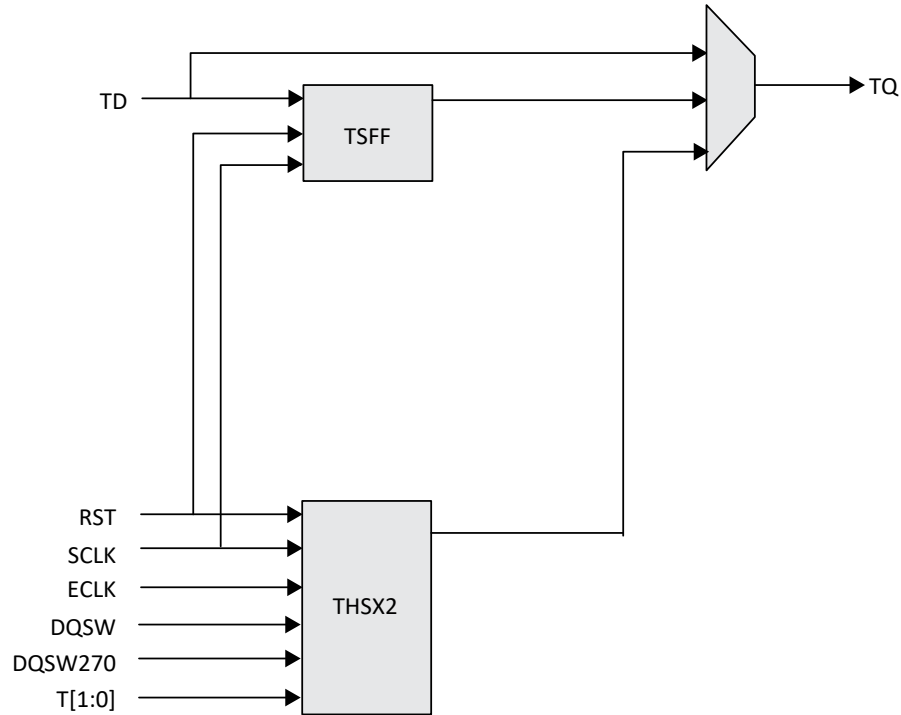 TD
TSFF
TQ
RST
SCLK
ECLK
DQSW
DQSW270
T[1:0]
THSX2